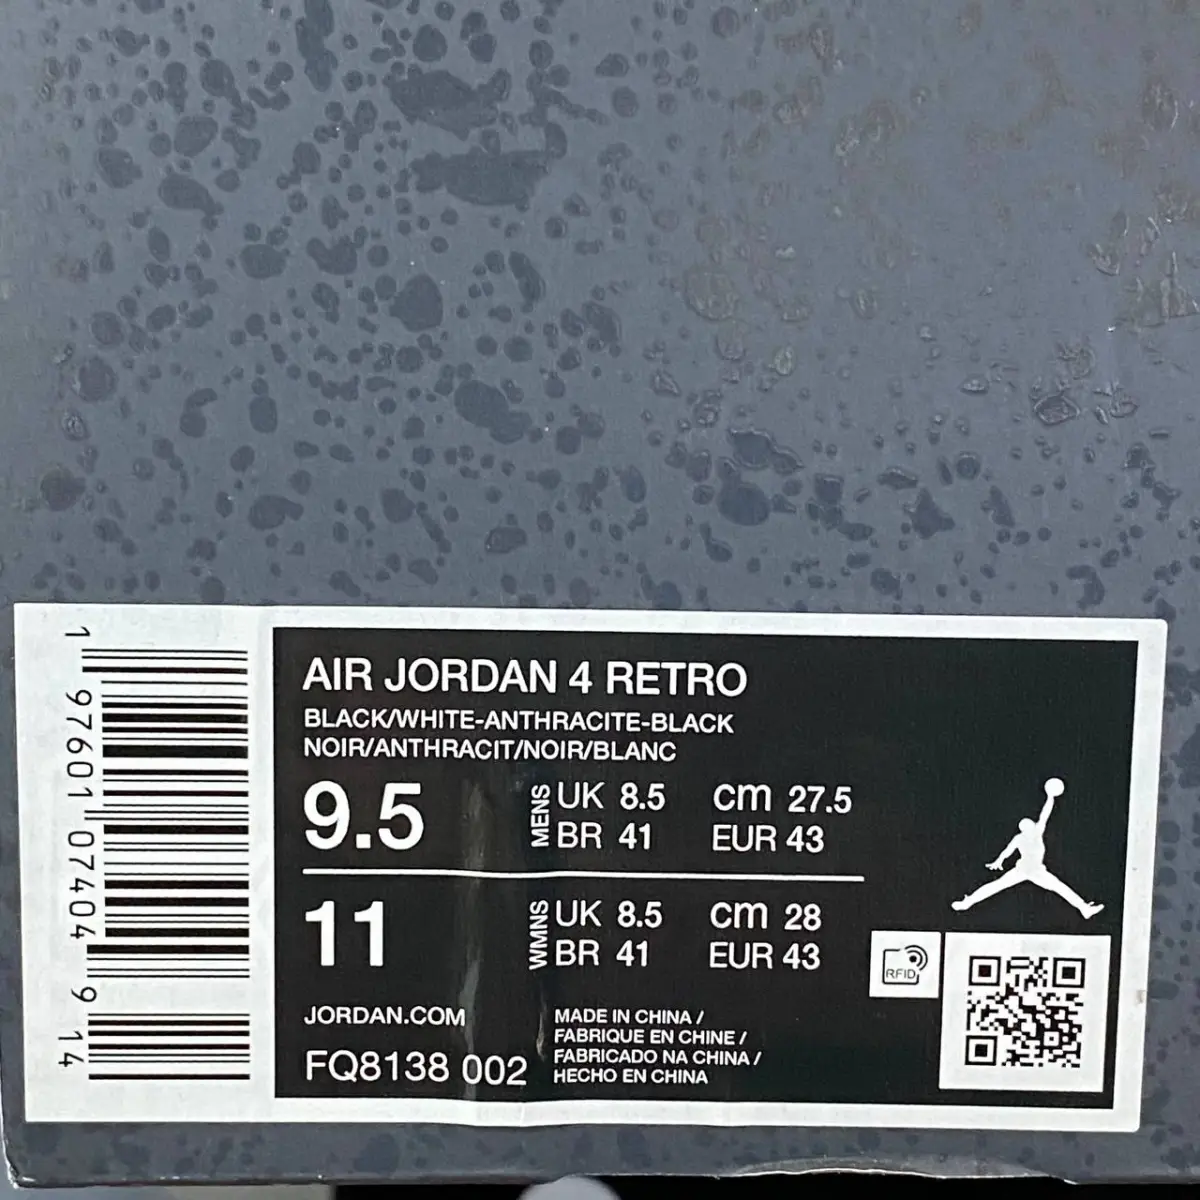 AIR JORDAN 4 RETRO
BLACK/WHITE-ANTHRACITE-BLACK
NOIR/ANTHRACIT/NOIR/BLANC
9.5 MENS UK 8.5 CM 27.5
BR 41 EUR 43
11 WMNS UK 8.5 CM 28
BR 41 EUR 43
JORDAN.COM
FQ8138 002
MADE IN CHINA /
FABRIQUE EN CHINE /
FABRICADO NA CHINA /
HECHO EN CHINA
RFID
1 97601 07404 9 14